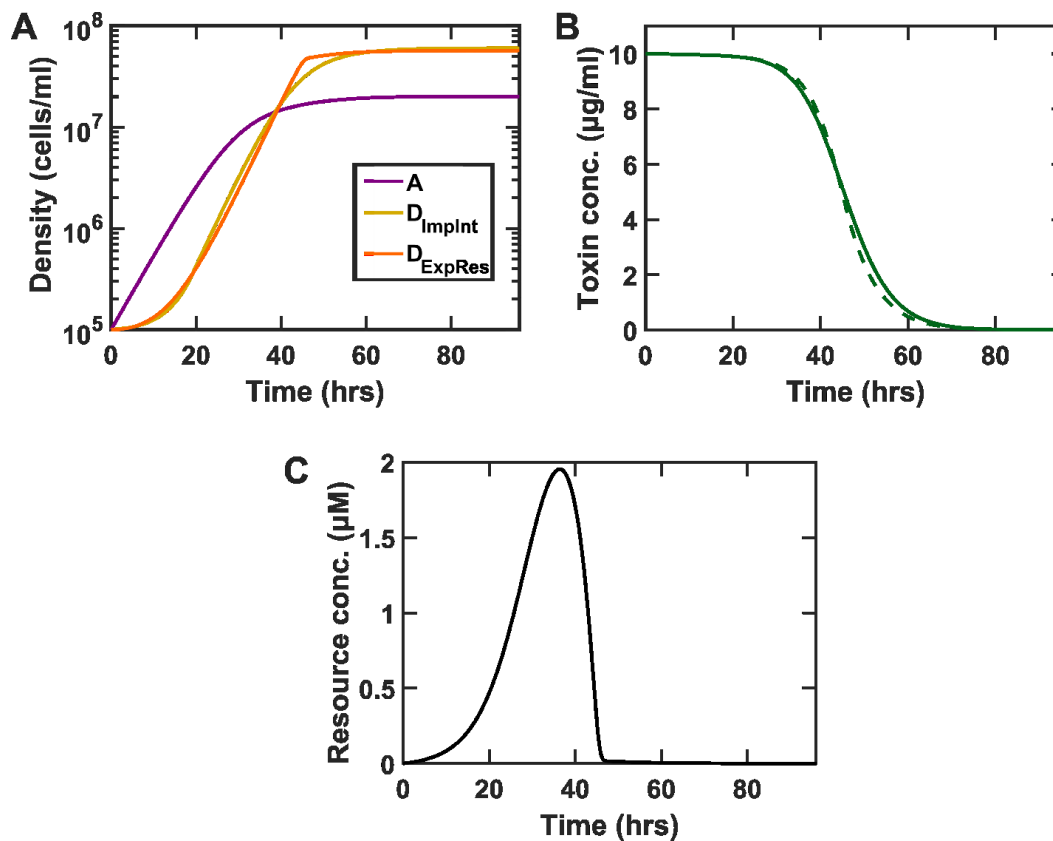 A
Density (cells/ml)
10^8
10^7
10^6
10^5
0 20 40 60 80
Time (hrs)
A
D_ImpInt
D_ExpRes
B
Toxin conc. (µg/ml)
10
8
6
4
2
0
0 20 40 60 80
Time (hrs)
C
Resource conc. (µM)
2
1.5
1
0.5
0
0 20 40 60 80
Time (hrs)